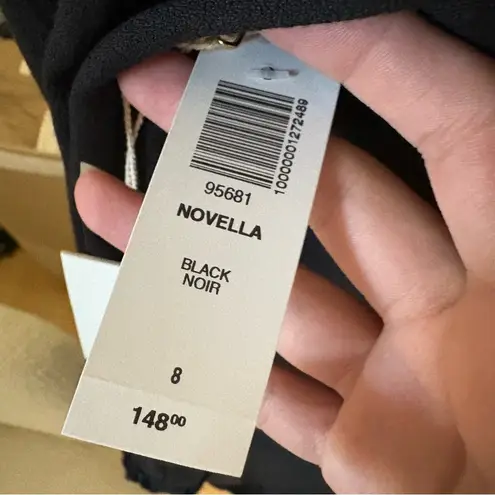 10000001272489
95681
NOVELLA
BLACK
NOIR
8
148⁰⁰